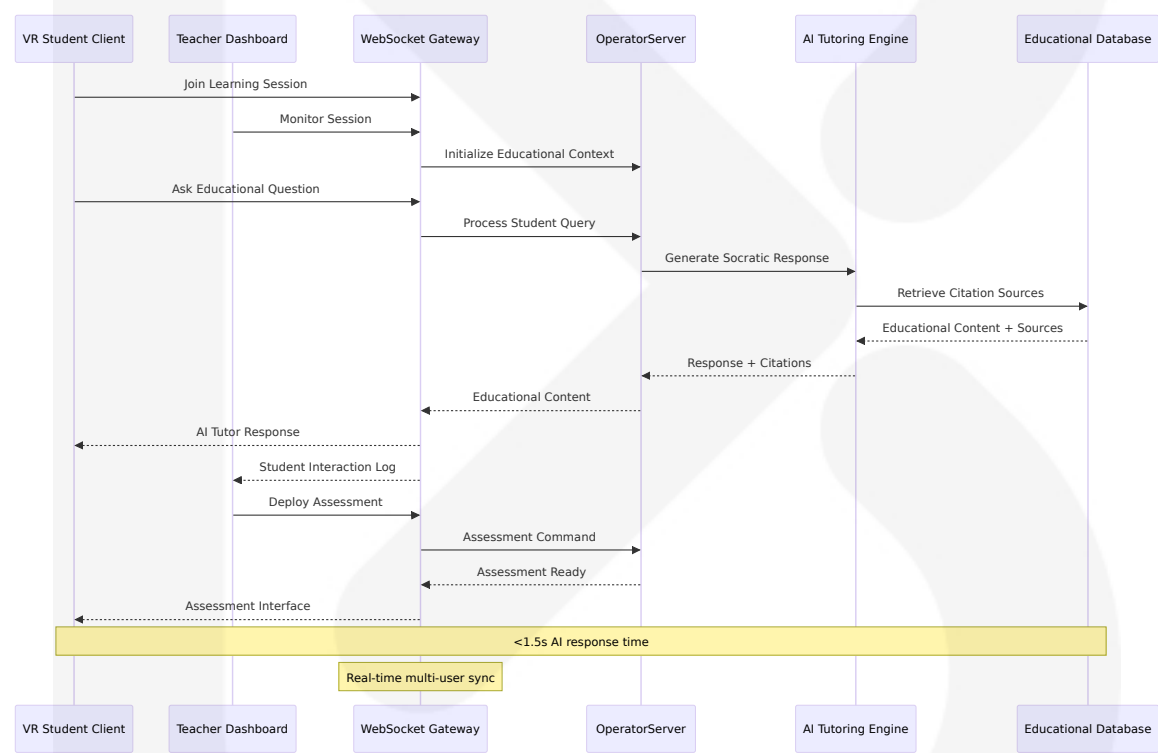 VR Student Client
Teacher Dashboard
WebSocket Gateway
OperatorServer
AI Tutoring Engine
Educational Database
Join Learning Session
Monitor Session
Initialize Educational Context
Ask Educational Question
Process Student Query
Generate Socratic Response
Retrieve Citation Sources
Educational Content + Sources
Response + Citations
Educational Content
AI Tutor Response
Student Interaction Log
Deploy Assessment
Assessment Command
Assessment Ready
Assessment Interface
<1.5s AI response time
Real-time multi-user sync
VR Student Client
Teacher Dashboard
WebSocket Gateway
OperatorServer
AI Tutoring Engine
Educational Database